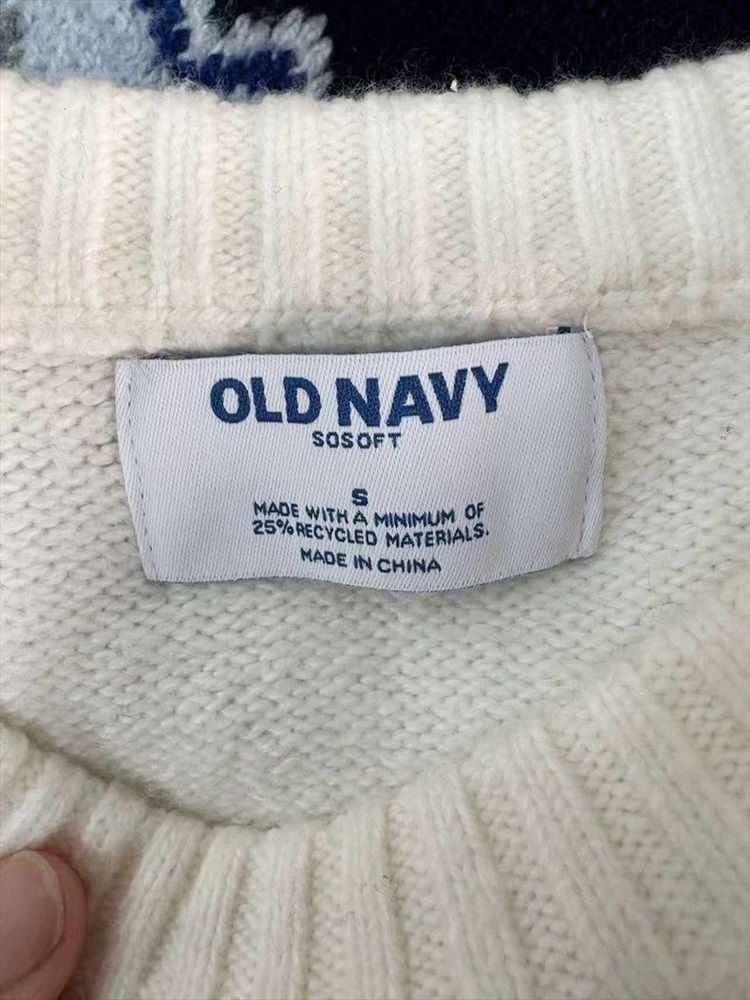 OLD NAVY
SOSOFT
S
MADE WITH A MINIMUM OF
25% RECYCLED MATERIALS.
MADE IN CHINA